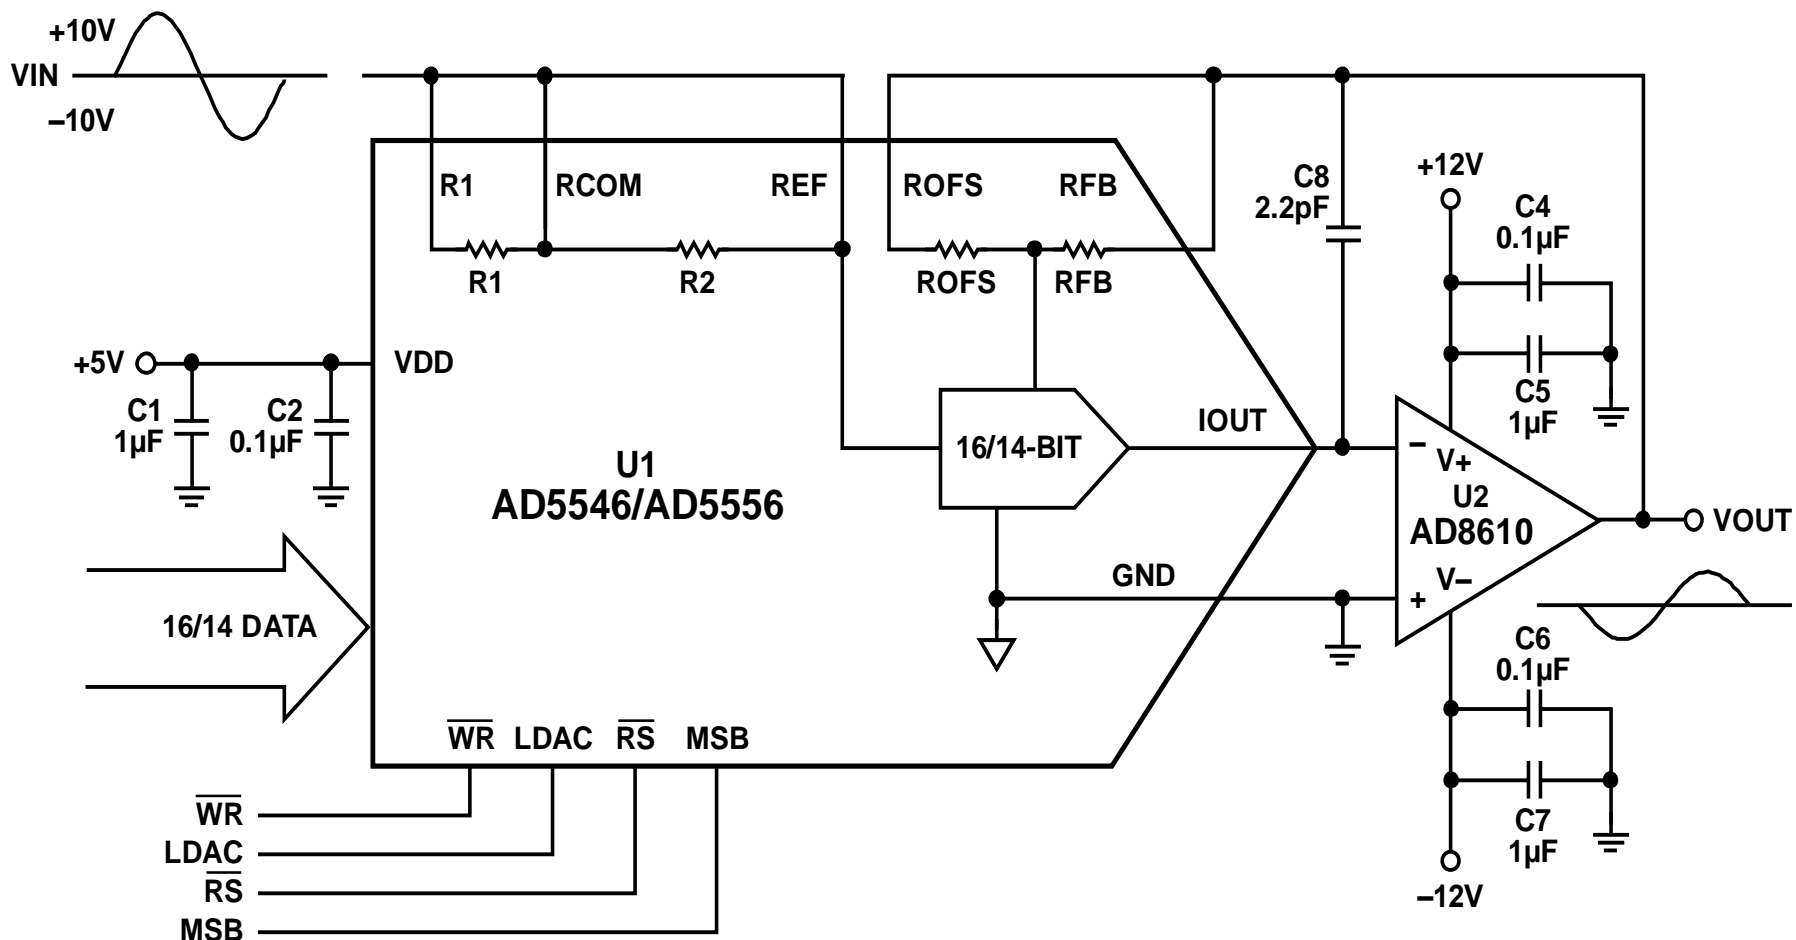 +10V
VIN
–10V
R1
RCOM
REF
ROFS
RFB
R1
R2
ROFS
RFB
C8
2.2pF
+12V
C4
0.1µF
C5
1µF
+5V
VDD
C1
1µF
C2
0.1µF
U1
AD5546/AD5556
16/14-BIT
IOUT
GND
–
V+
U2
AD8610
V–
+
VOUT
16/14 DATA
C6
0.1µF
C7
1µF
–12V
WR
LDAC
RS
MSB
WR
LDAC
RS
MSB